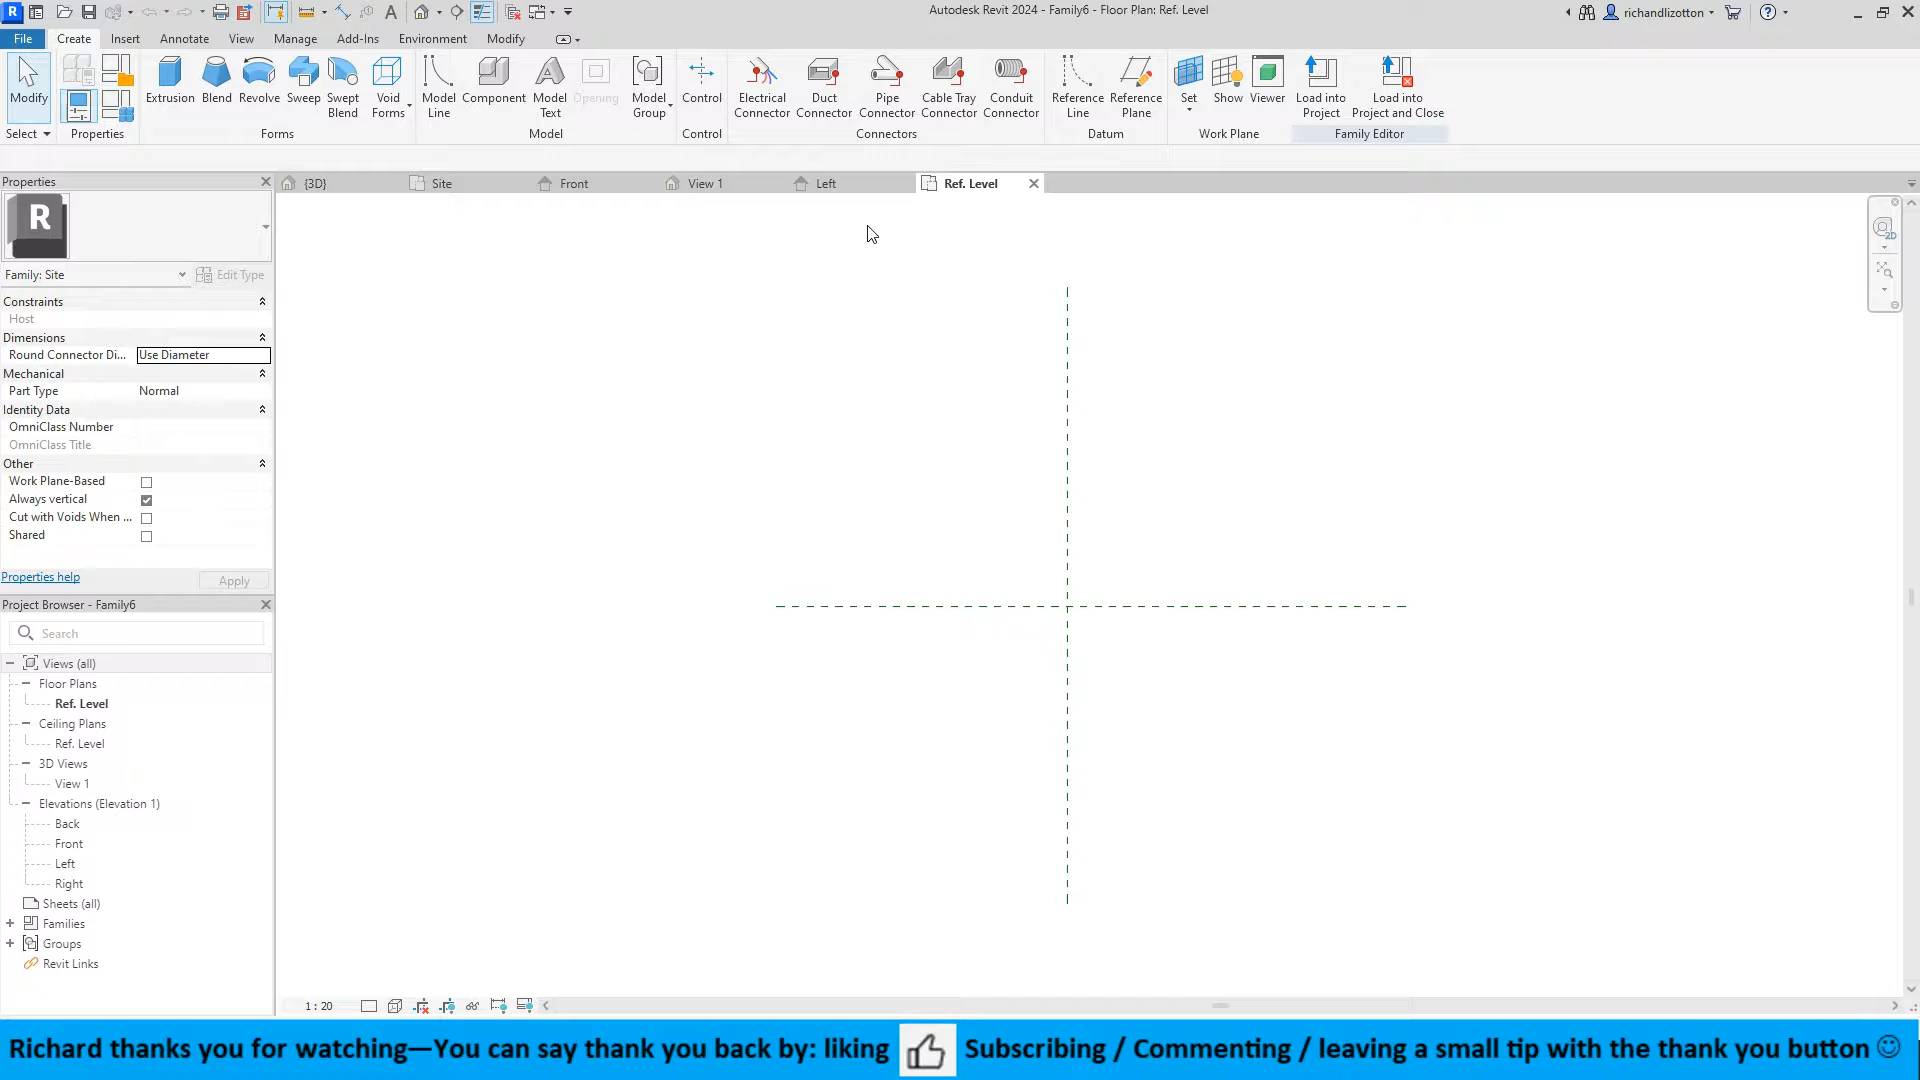 Autodesk Revit 2024 - Family6 - Floor Plan: Ref. Level
richandlizotton
File Create Insert Annotate View Manage Add-Ins Environment Modify
Modify
Extrusion Blend Revolve Sweep Swept Blend Void Forms
Model Line Component Model Text Opening Model Group
Control
Electrical Connector Duct Connector Pipe Connector Cable Tray Connector Conduit Connector
Reference Line Reference Plane
Set Show Viewer
Load into Project Load into Project and Close
Select Properties Forms Model Control Connectors Datum Work Plane Family Editor
Properties
{3D} Site Front View 1 Left Ref. Level
R
2D
Family: Site Edit Type
Constraints
Host
Dimensions
Round Connector Di... Use Diameter
Mechanical
Part Type Normal
Identity Data
OmniClass Number
OmniClass Title
Other
Work Plane-Based
Always vertical
Cut with Voids When ...
Shared
Properties help Apply
Project Browser - Family6
Search
Views (all)
Floor Plans
Ref. Level
Ceiling Plans
Ref. Level
3D Views
View 1
Elevations (Elevation 1)
Back
Front
Left
Right
Sheets (all)
Families
Groups
Revit Links
1 : 20
Richard thanks you for watching—You can say thank you back by: liking Subscribing / Commenting / leaving a small tip with the thank you button ☺